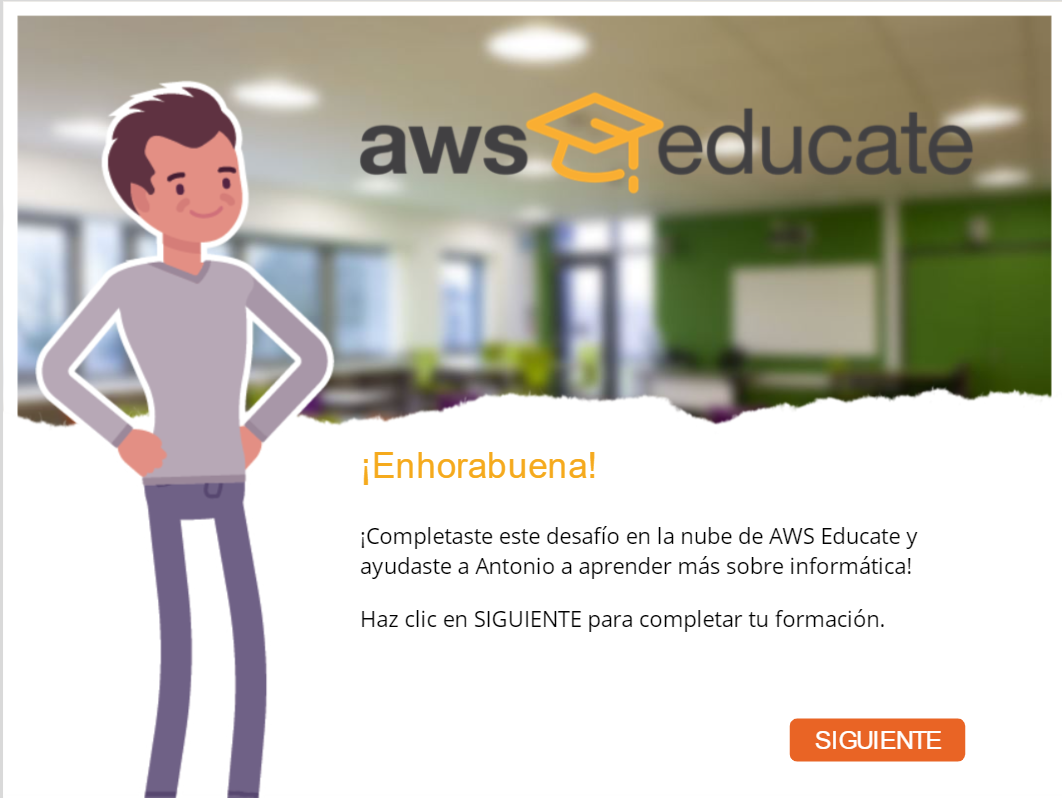 aws educate
¡Enhorabuena!
¡Completaste este desafío en la nube de AWS Educate y
ayudaste a Antonio a aprender más sobre informática!
Haz clic en SIGUIENTE para completar tu formación.
SIGUIENTE